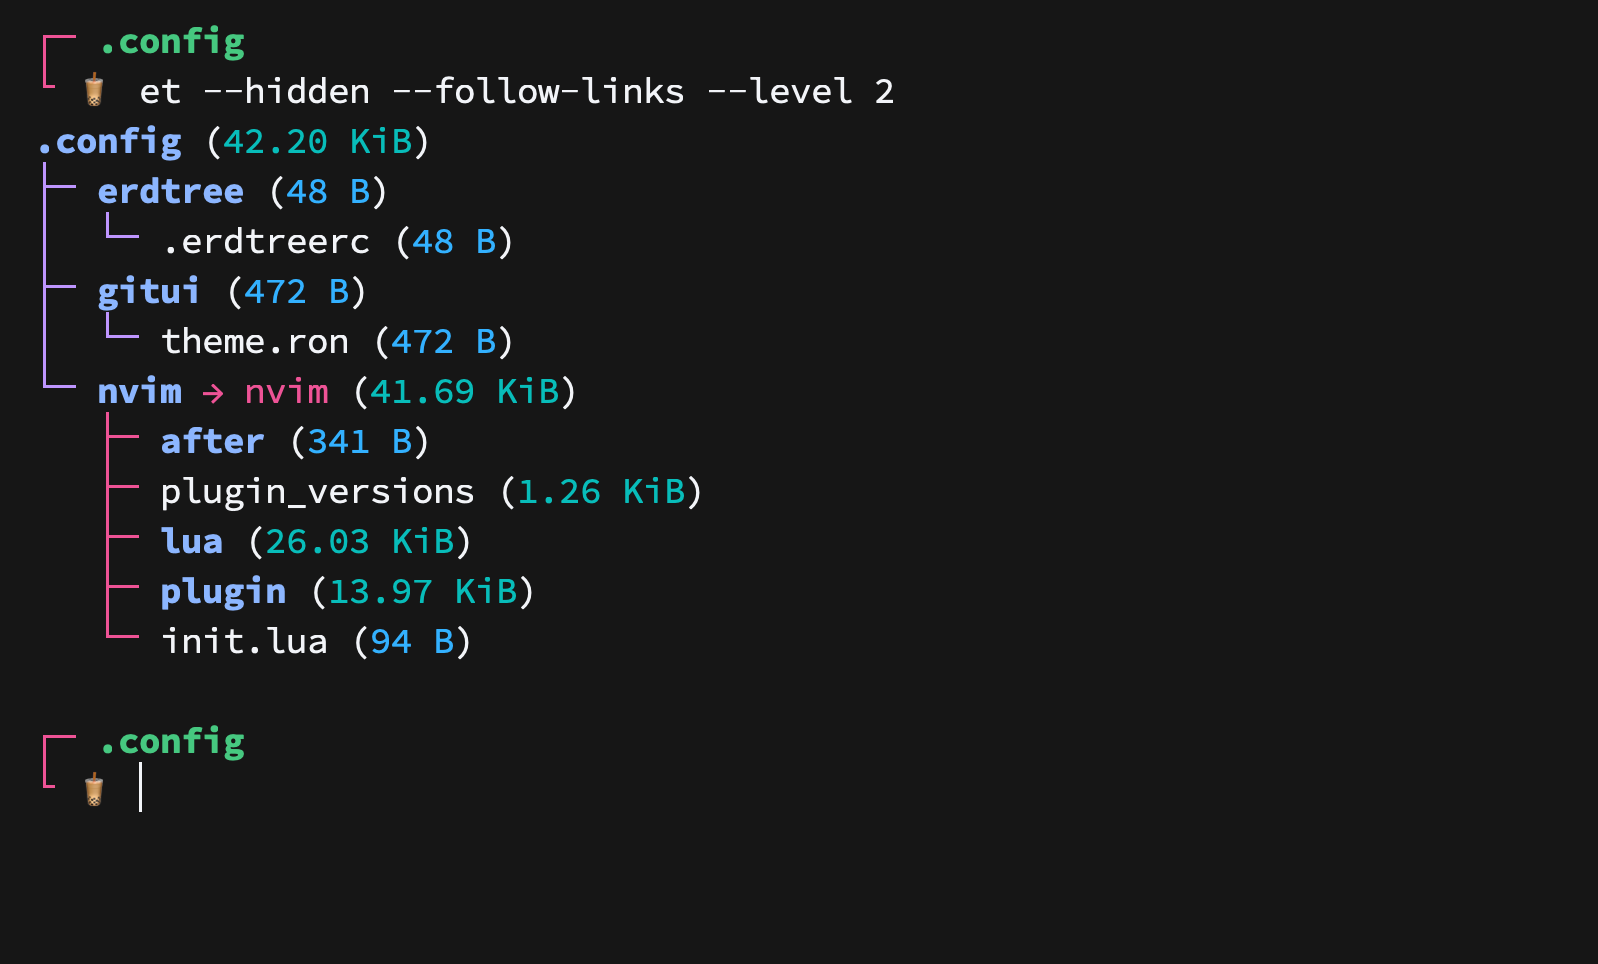 .config
et --hidden --follow-links --level 2
.config (42.20 KiB)
erdtree (48 B)
.erdtreerc (48 B)
gitui (472 B)
theme.ron (472 B)
nvim → nvim (41.69 KiB)
after (341 B)
plugin_versions (1.26 KiB)
lua (26.03 KiB)
plugin (13.97 KiB)
init.lua (94 B)
.config